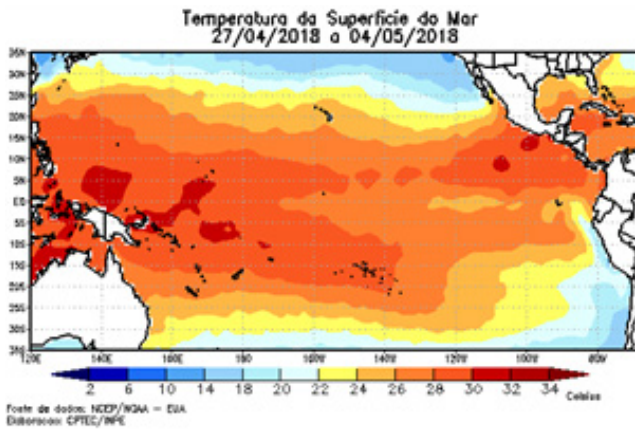 Temperatura da Superficie do Mar
27/04/2018 a 04/05/2018
35N
30N
25N
20N
15N
10N
5N
EQ
5S
10S
15S
20S
25S
30S
35S
120E 140E 160E 180 160W 140W 120W 100W 80W
2 6 10 14 18 20 22 24 26 28 30 32 34 Celsius
Fonte de dados: NCEP/NOAA - EUA
Elaboracao: CPTEC/INPE